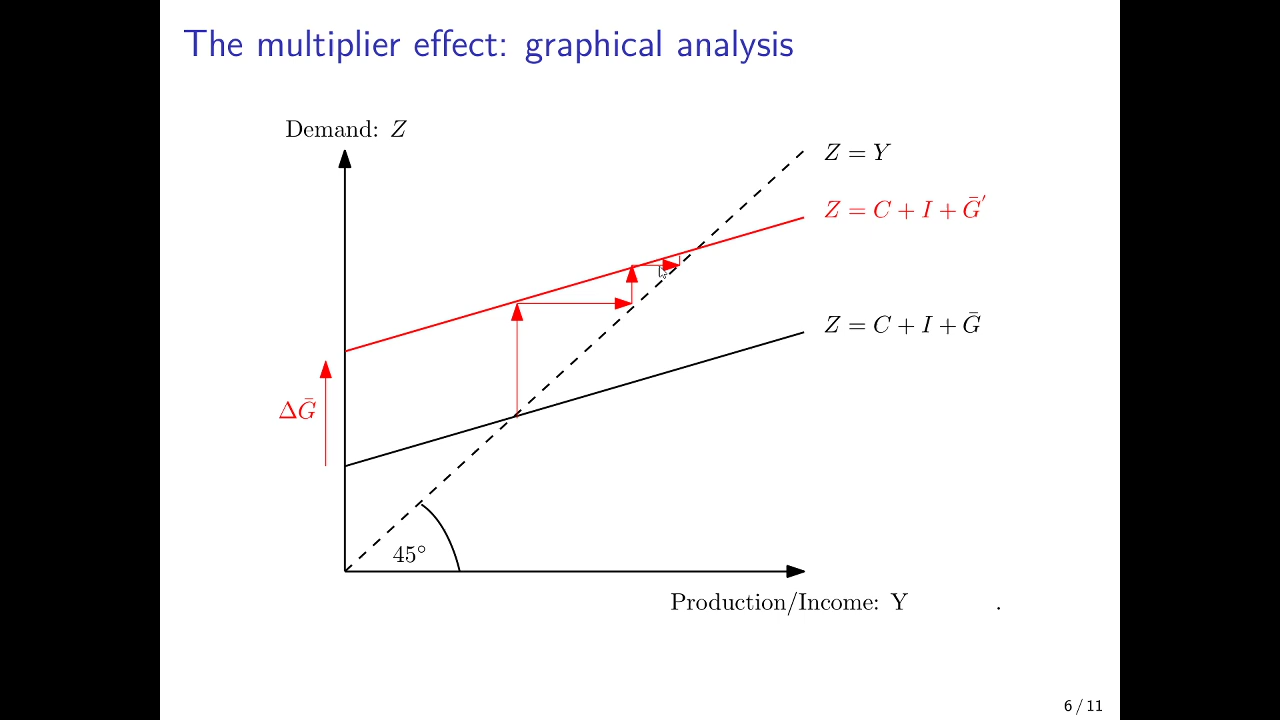 The multiplier effect: graphical analysis
Demand: Z
Z = Y
Z = C + I + Ḡ′
Z = C + I + Ḡ
ΔḠ
45°
Production/Income: Y .
6 / 11